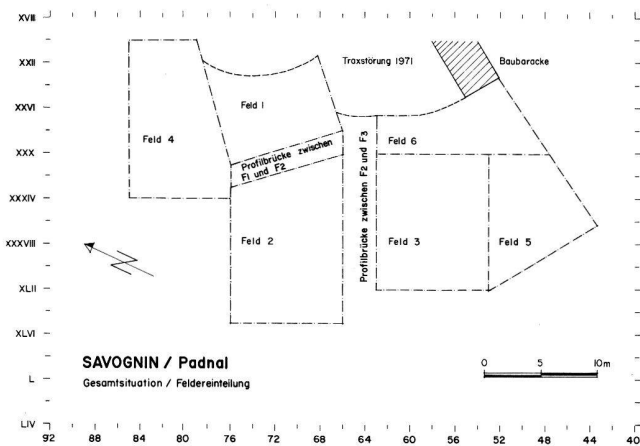 XVIII
XXII
XXVI
XXX
XXXIV
XXXVIII
XLII
XLVI
L
LIV
Traxstörung 1971
Baubaracke
Feld 1
Feld 4
Feld 6
Profilbrücke zwischen
F1 und F2
Profilbrücke zwischen F2 und F3
Feld 2
Feld 3
Feld 5
SAVOGNIN / Padnal
Gesamtsituation / Feldereinteilung
0 5 10m
92 88 84 80 76 72 68 64 60 56 52 48 44 40